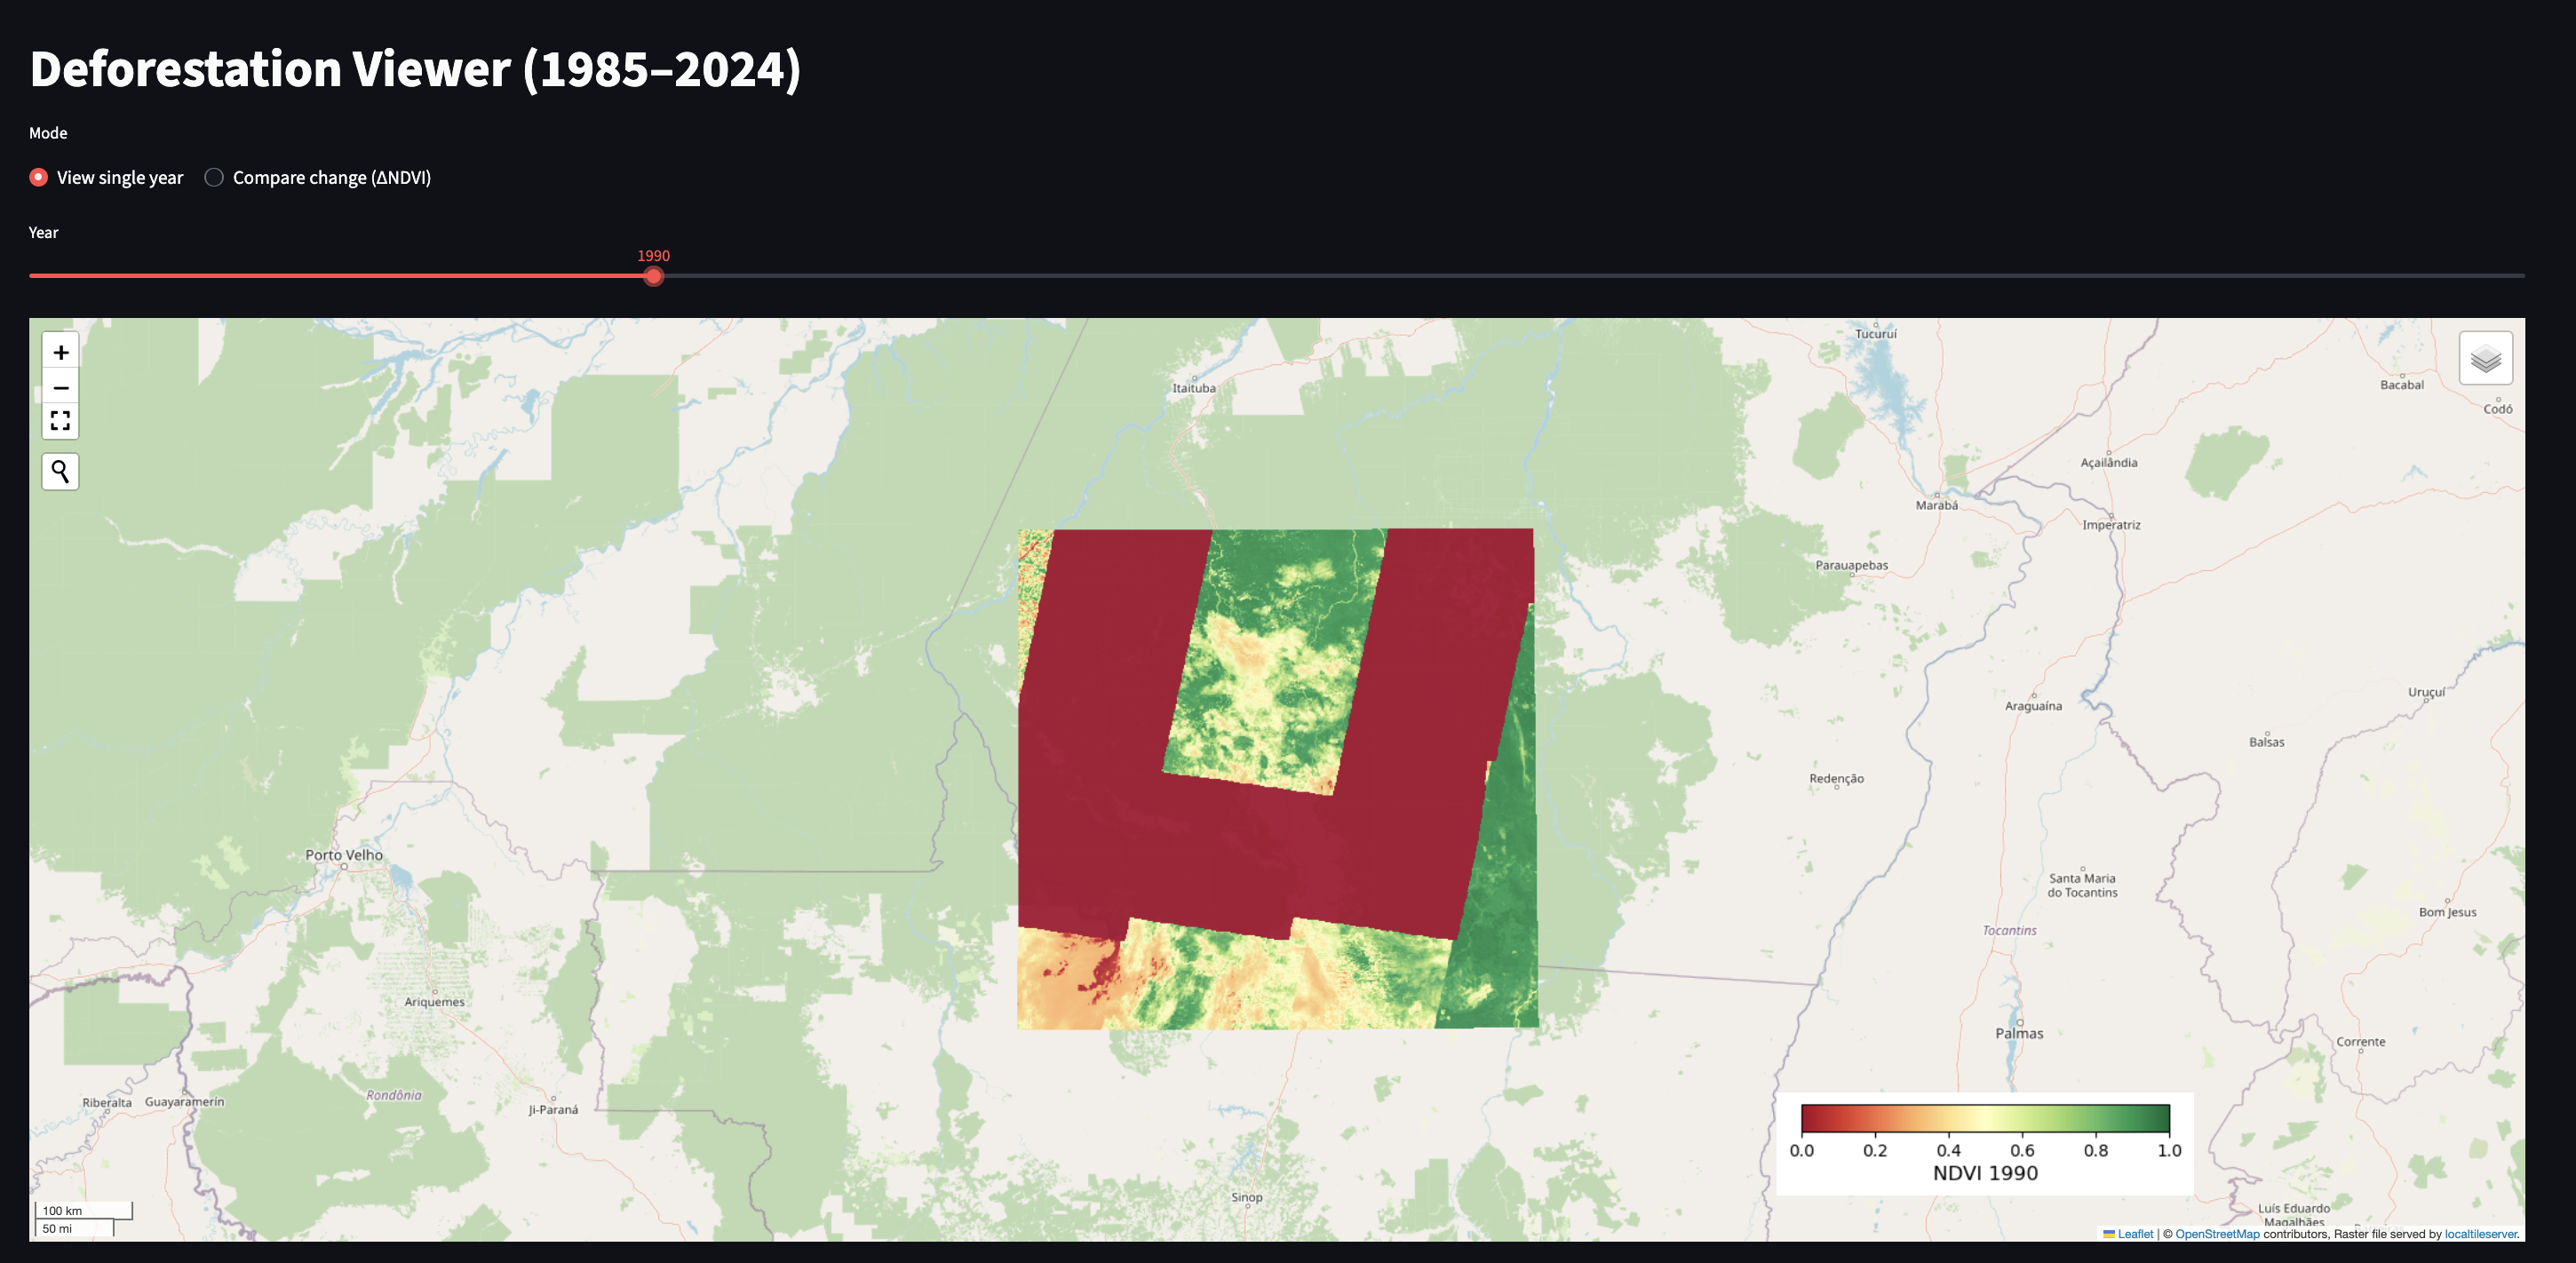 Deforestation Viewer (1985–2024)
Mode
View single year
Compare change (ΔNDVI)
Year
1990
+
−
Tucuruí
Itaituba
Bacabal
Codó
Açailândia
Marabá
Imperatriz
Parauapebas
Uruçuí
Araguaína
Balsas
Redenção
Porto Velho
Santa Maria
do Tocantins
Bom Jesus
Tocantins
Ariquemes
Palmas
Corrente
Rondônia
Riberalta
Guayaramerín
Ji-Paraná
0.0 0.2 0.4 0.6 0.8 1.0
NDVI 1990
Sinop
100 km
50 mi
Luís Eduardo
Magalhães
Leaflet | © OpenStreetMap contributors, Raster file served by localtileserver.